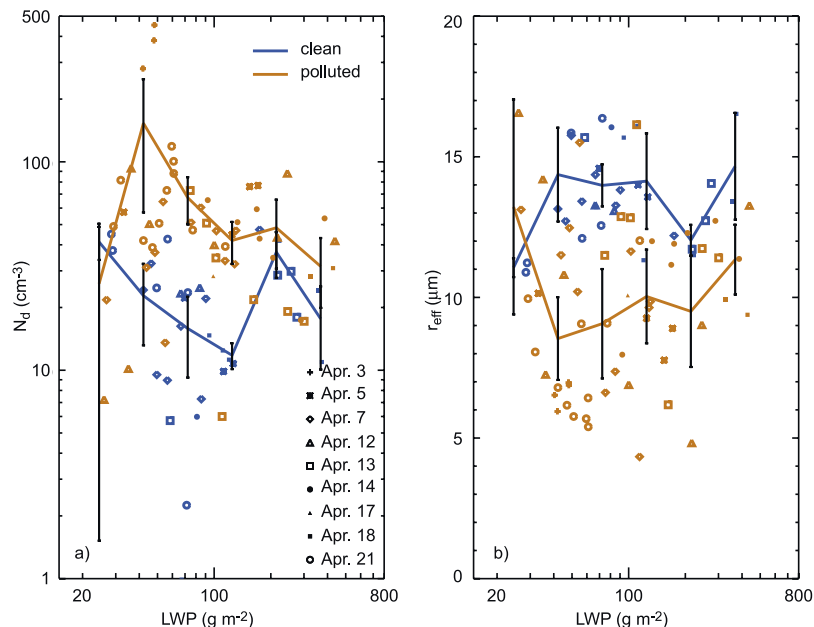 500
100
10
1
N_d (cm-3)
clean
polluted
Apr. 3
Apr. 5
Apr. 7
Apr. 12
Apr. 13
Apr. 14
Apr. 17
Apr. 18
Apr. 21
a)
20 100 800
LWP (g m-2)
20
15
10
5
0
r_eff (μm)
b)
20 100 800
LWP (g m-2)